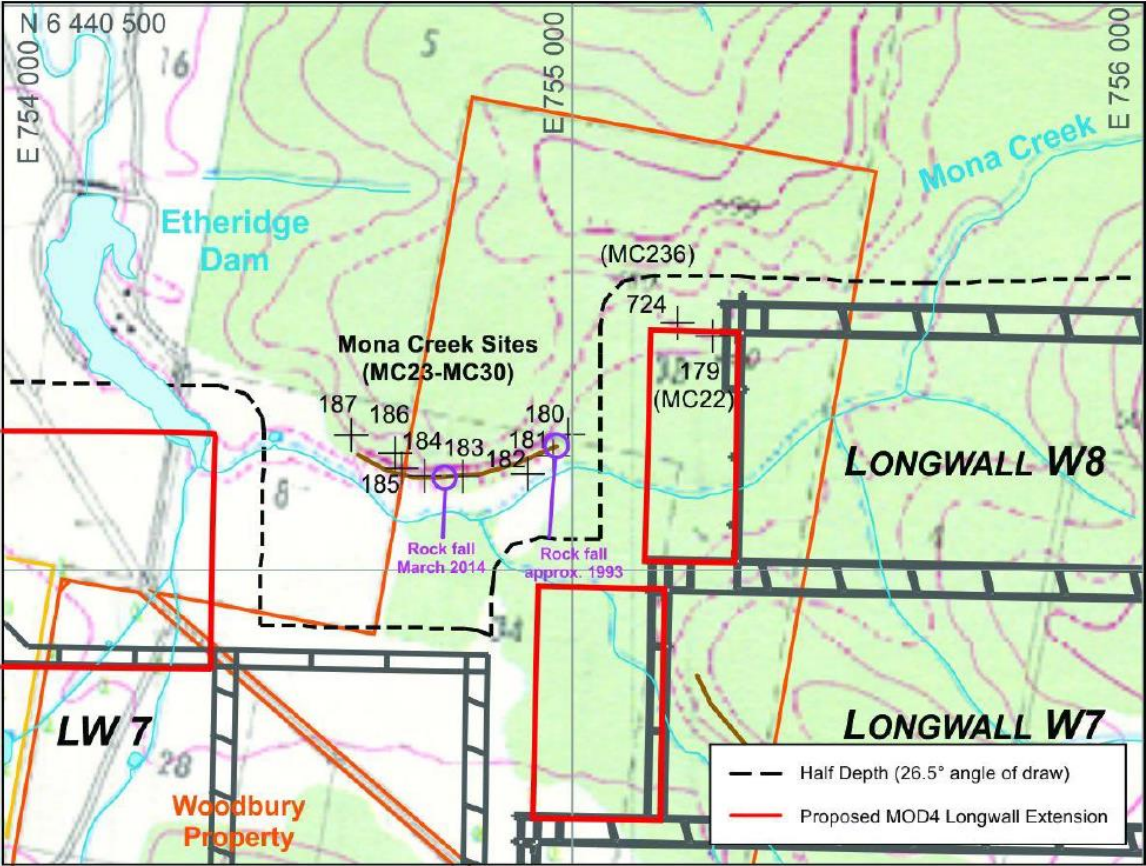 N 6 440 500
E 754 000
E 755 000
E 756 000
5
16
Mona Creek
Etheridge
Dam
(MC236)
724
Mona Creek Sites
(MC23-MC30)
179
(MC22)
187
186
180
184
183
181
182
185
8
LONGWALL W8
Rock fall
March 2014
Rock fall
approx. 1993
34
LW 7
LONGWALL W7
28
Woodbury
Property
Half Depth (26.5° angle of draw)
Proposed MOD4 Longwall Extension